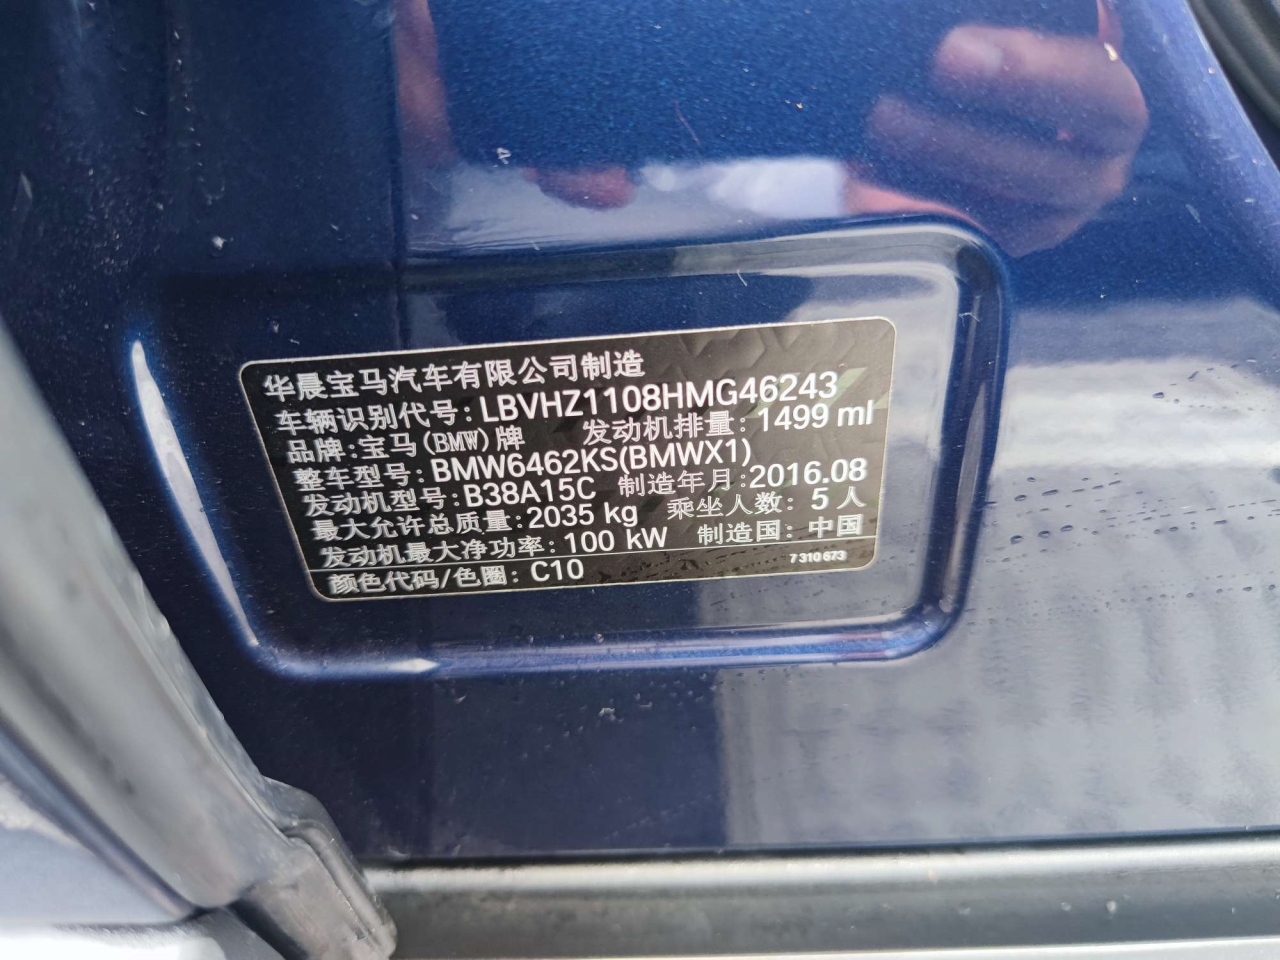 华晨宝马汽车有限公司制造
车辆识别代号: LBVHZ1108HMG46243
品牌: 宝马(BMW)牌 发动机排量: 1499 ml
整车型号: BMW6462KS(BMWX1)
发动机型号: B38A15C 制造年月: 2016.08
最大允许总质量: 2035 kg 乘坐人数: 5 人
发动机最大净功率: 100 kW 制造国: 中国
颜色代码/色圈: C10 7 310 673